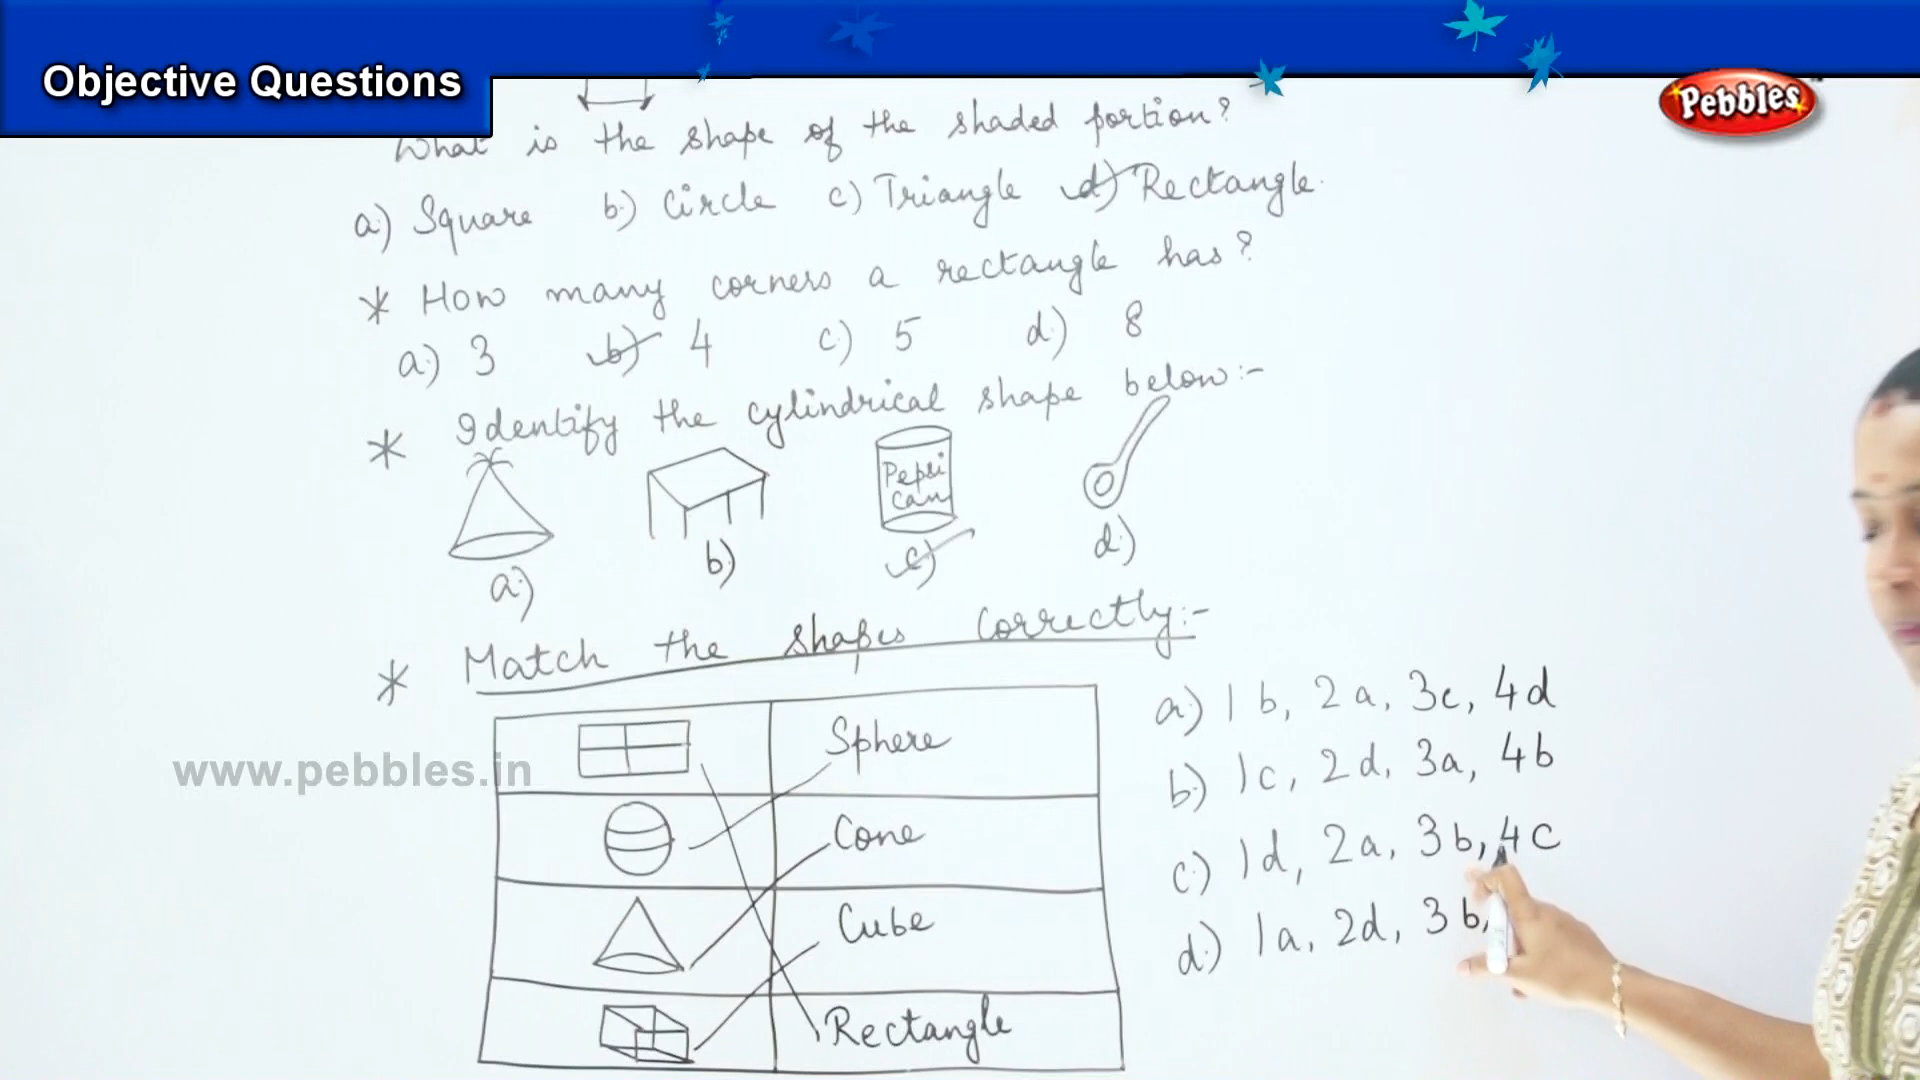 Objective Questions
Pebbles
What is the shape of the shaded portion?
a) Square b) Circle c) Triangle d) Rectangle
* How many corners a rectangle has?
a) 3 b) 4 c) 5 d) 8
* Identify the cylindrical shape below:-
Pepsi
can
a) b) c) d)
* Match the shapes correctly:-
Sphere
Cone
Cube
Rectangle
a) 1b, 2a, 3c, 4d
b) 1c, 2d, 3a, 4b
c) 1d, 2a, 3b, 4c
d) 1a, 2d, 3b,
www.pebbles.in